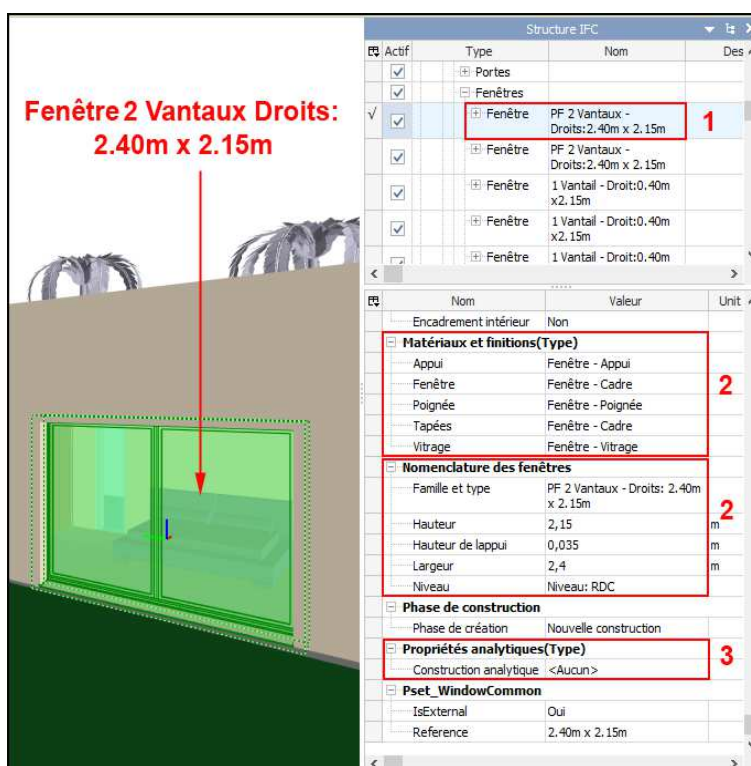 Structure IFC
Actif Type Nom Des
Portes
Fenêtres
√ Fenêtre PF 2 Vantaux -
Droits:2.40m x 2.15m
1
Fenêtre PF 2 Vantaux -
Droits:2.40m x 2.15m
Fenêtre 1 Vantail - Droit:0.40m
x2.15m
Fenêtre 1 Vantail - Droit:0.40m
x2.15m
Fenêtre 1 Vantail - Droit:0.40m
Fenêtre 2 Vantaux Droits:
2.40m x 2.15m
Nom Valeur Unit
Encadrement intérieur Non
Matériaux et finitions(Type)
Appui Fenêtre - Appui
Fenêtre Fenêtre - Cadre
2
Poignée Fenêtre - Poignée
Tapées Fenêtre - Cadre
Vitrage Fenêtre - Vitrage
Nomenclature des fenêtres
Famille et type PF 2 Vantaux - Droits: 2.40m
x 2.15m
2
Hauteur 2,15 m
Hauteur de lappui 0,035 m
Largeur 2,4 m
Niveau Niveau: RDC
Phase de construction
Phase de création Nouvelle construction
Propriétés analytiques(Type)
3
Construction analytique <Aucun>
Pset_WindowCommon
IsExternal Oui
Reference 2.40m x 2.15m